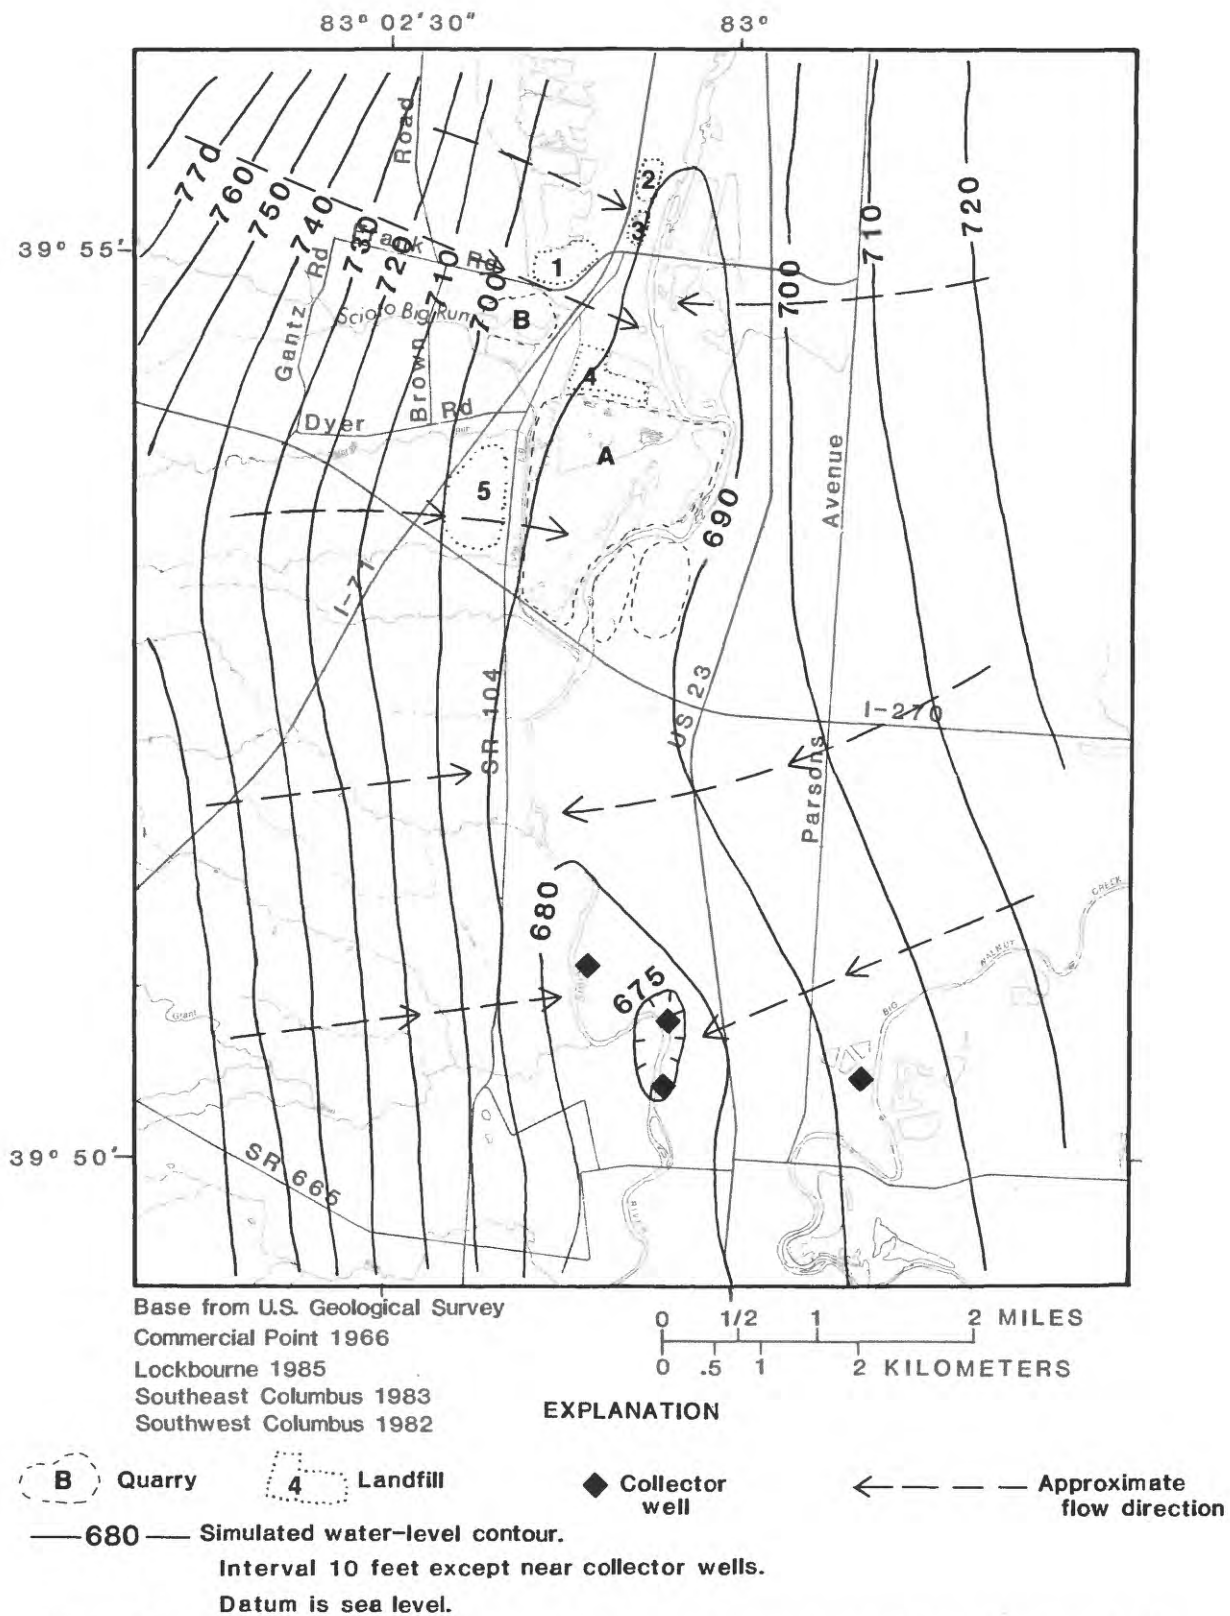 83° 02'30"
83°
39° 55'
39° 50'
770
760
750
740
730
720
710
700
Road
Brown
Rd
Gantz
Rd
Scioto Big Run
Dyer Rd
1
2
3
4
5
A
B
690
700
710
720
Avenue
Parsons
I-71
I-270
US 23
SR 104
680
675
SR 665
WALNUT
CREEK
BIG
RIVER
Base from U.S. Geological Survey
Commercial Point 1966
Lockbourne 1985
Southeast Columbus 1983
Southwest Columbus 1982
0 1/2 1 2 MILES
0 .5 1 2 KILOMETERS
EXPLANATION
B Quarry
4 Landfill
Collector
well
Approximate
flow direction
680 Simulated water-level contour.
Interval 10 feet except near collector wells.
Datum is sea level.